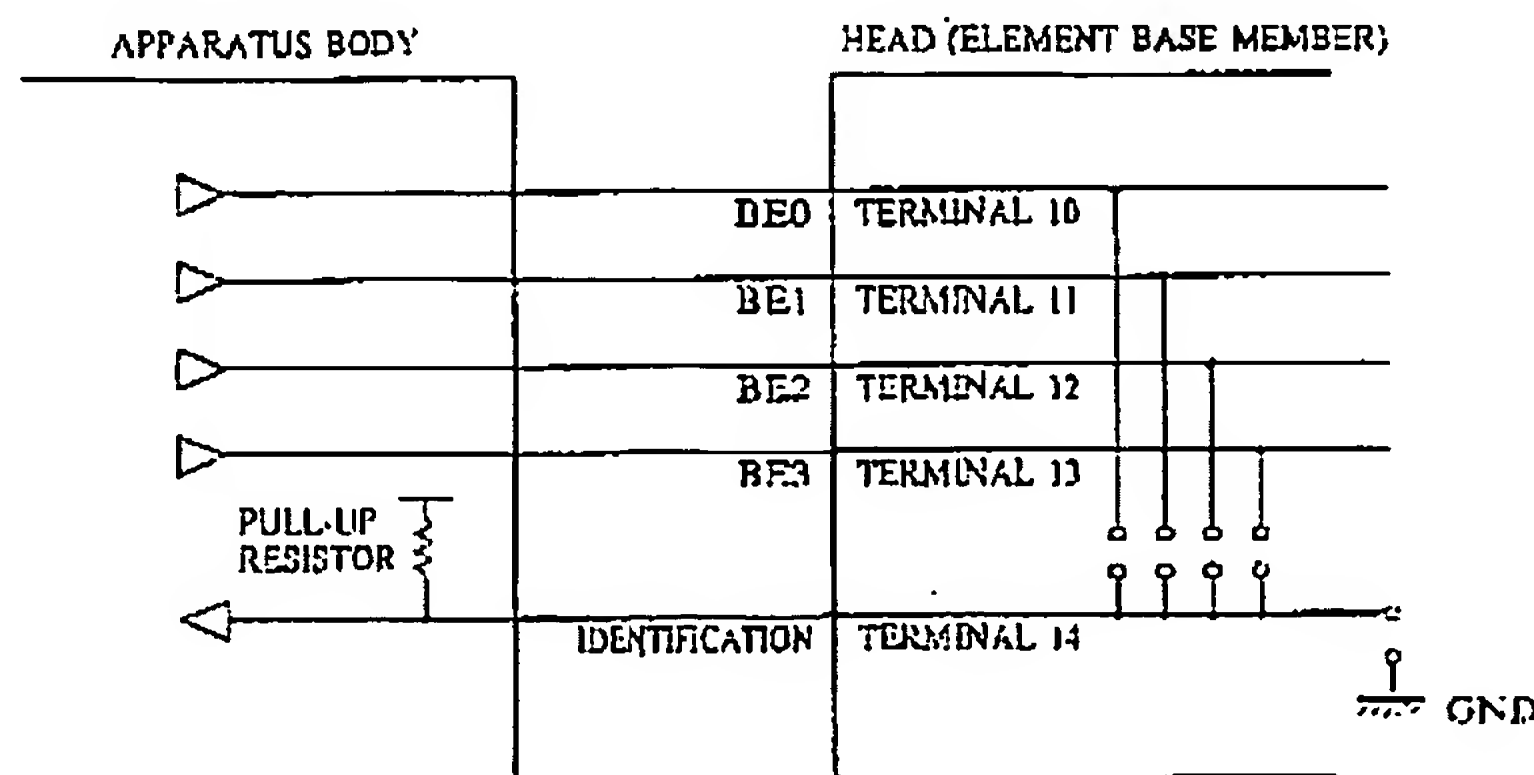 APPARATUS BODY
HEAD (ELEMENT BASE MEMBER)
BE0 TERMINAL 10
BE1 TERMINAL 11
BE2 TERMINAL 12
BE3 TERMINAL 13
PULL-UP
RESISTOR
IDENTIFICATION TERMINAL 14
GND